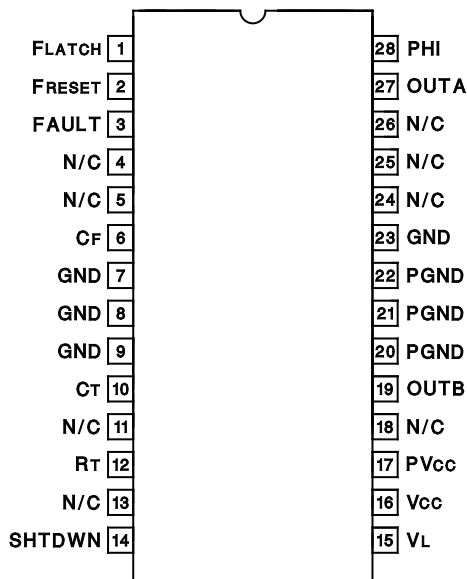 FLATCH 1 28 PHI
FRESET 2 27 OUTA
FAULT 3 26 N/C
N/C 4 25 N/C
N/C 5 24 N/C
CF 6 23 GND
GND 7 22 PGND
GND 8 21 PGND
GND 9 20 PGND
CT 10 19 OUTB
N/C 11 18 N/C
RT 12 17 PVCC
N/C 13 16 VCC
SHTDWN 14 15 VL